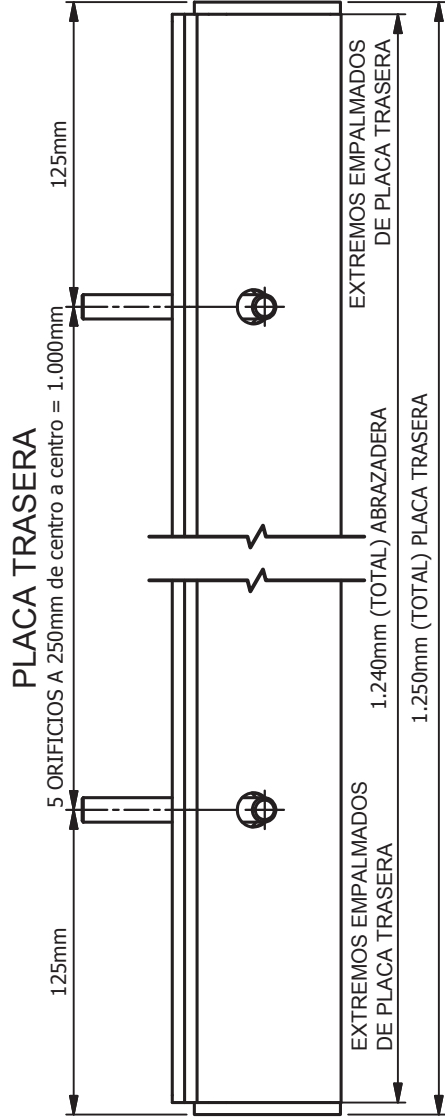 PLACA TRASERA
5 ORIFICIOS A 250mm de centro a centro = 1.000mm
125mm
125mm
EXTREMOS EMPALMADOS
DE PLACA TRASERA
EXTREMOS EMPALMADOS
DE PLACA TRASERA
1.240mm (TOTAL) ABRAZADERA
1.250mm (TOTAL) PLACA TRASERA